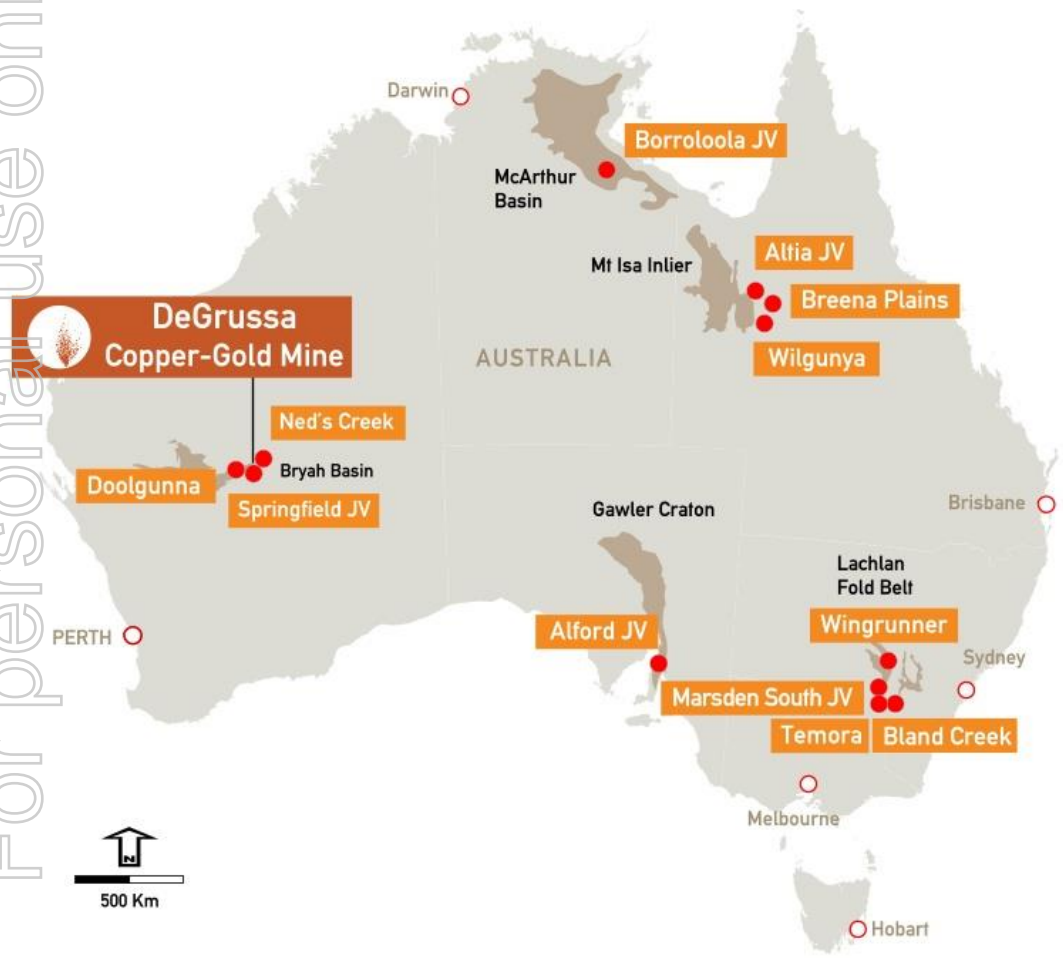 For personal use onl
Darwin
Borroloola JV
McArthur
Basin
Mt Isa Inlier
Altia JV
Breena Plains
Wilgunya
DeGrussa
Copper-Gold Mine
AUSTRALIA
Ned's Creek
Bryah Basin
Doolgunna
Springfield JV
Gawler Craton
Brisbane
Lachlan
Fold Belt
Wingrunner
Alford JV
PERTH
Sydney
Marsden South JV
Temora
Bland Creek
Melbourne
N
500 Km
Hobart